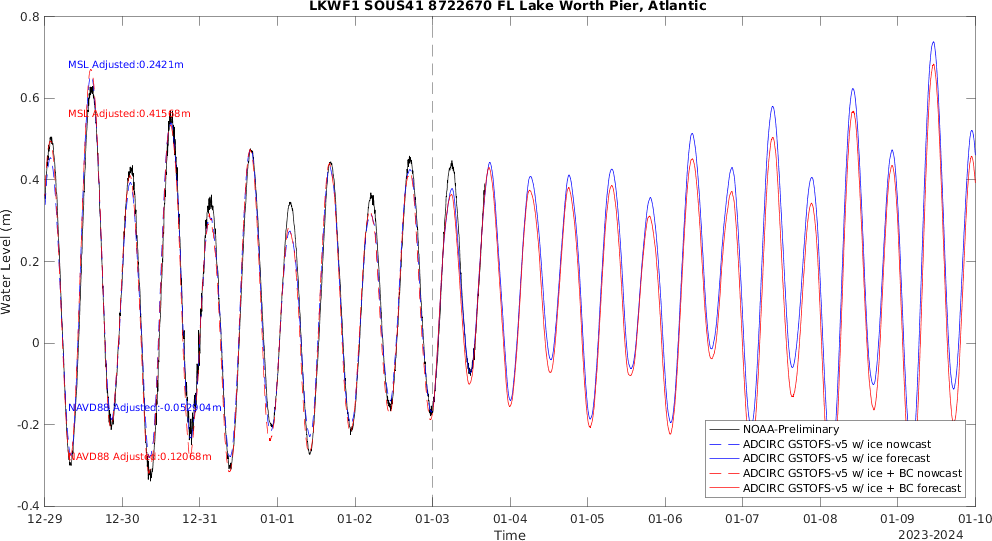 LKWF1 SOUS41 8722670 FL Lake Worth Pier, Atlantic
0.8
0.6
0.4
0.2
0
-0.2
-0.4
Water Level (m)
MSL Adjusted:0.2421m
MSL Adjusted:0.41568m
NAVD88 Adjusted:-0.052904m
NAVD88 Adjusted:0.12068m
NOAA-Preliminary
ADCIRC GSTOFS-v5 w/ ice nowcast
ADCIRC GSTOFS-v5 w/ ice forecast
ADCIRC GSTOFS-v5 w/ ice + BC nowcast
ADCIRC GSTOFS-v5 w/ ice + BC forecast
12-29 12-30 12-31 01-01 01-02 01-03 01-04 01-05 01-06 01-07 01-08 01-09 01-10
Time
2023-2024